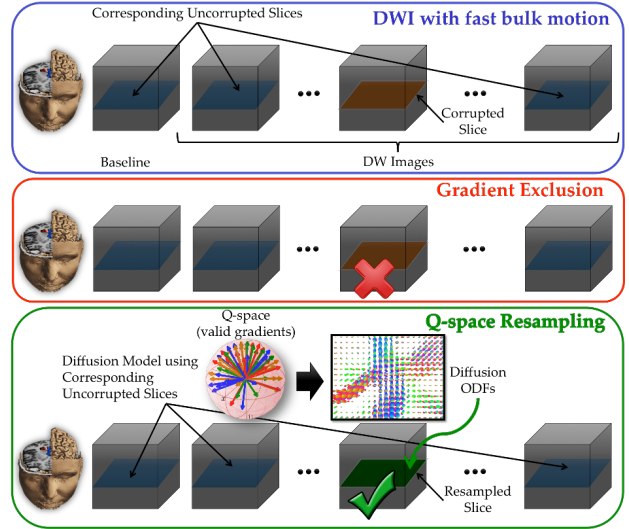 Corresponding Uncorrupted Slices
DWI with fast bulk motion
Corrupted
Slice
Baseline
DW Images
Gradient Exclusion
Q-space Resampling
Q-space
(valid gradients)
Diffusion Model using
Corresponding
Uncorrupted Slices
Diffusion
ODFs
Resampled
Slice